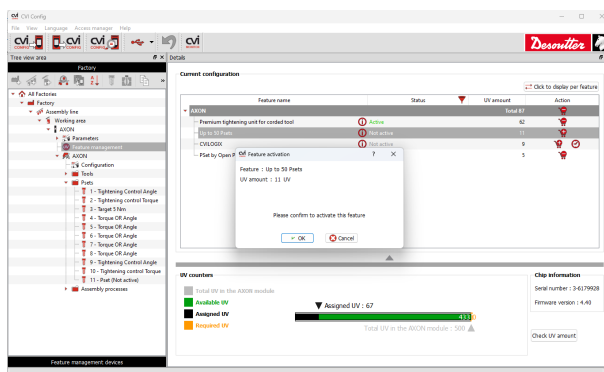 CVI Config
File View Language Access manager Help
cvi CONFIG cvi CONFIG cvi CONFIG cvi
Desoutter
Tree view area
Factory
All Factories
Factory
Assembly line
Working area
AXON
Parameters
Feature management
AXON
Configuration
Tools
Psets
1 - Tightening Control Angle
2 - Tightening control Torque
3 - Target 5 Nm
4 - Torque OR Angle
5 - Torque OR Angle
6 - Torque OR Angle
7 - Torque OR Angle
8 - Torque OR Angle
9 - Tightening Control Angle
10 - Tightening control Torque
11 - Pset (Not active)
Assembly processes
Feature management devices
Details
Current configuration
Click to display per feature
Feature name Status UV amount Action
AXON Total 87
Premium tightening unit for corded tool Active 62
Up to 50 Psets Not active 11
CVILOGIX Not active 9
PSet by Open P 5
Feature activation ? X
Feature : Up to 50 Psets
UV amount : 11 UV
Please confirm to activate this feature
OK Cancel
UV counters
Total UV in the AXON module
Available UV
Assigned UV
Required UV
Assigned UV : 67
433
Total UV in the AXON module : 500
Chip information
Serial number : 3-6179928
Firmware version : 4.40
Check UV amount